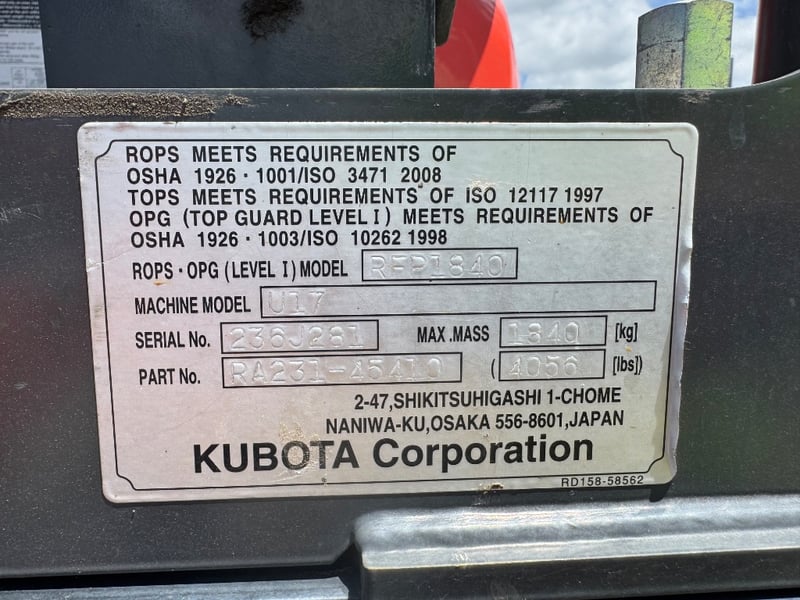 ROPS MEETS REQUIREMENTS OF
OSHA 1926・1001/ISO 3471 2008
TOPS MEETS REQUIREMENTS OF ISO 12117 1997
OPG (TOP GUARD LEVEL I) MEETS REQUIREMENTS OF
OSHA 1926・1003/ISO 10262 1998
ROPS・OPG (LEVEL I) MODEL RFP1840
MACHINE MODEL U17
SERIAL No. 236J281 MAX.MASS 1840 [kg]
PART No. RA231-45410 (4056 [lbs])
2-47,SHIKITSUHIGASHI 1-CHOME
NANIWA-KU,OSAKA 556-8601,JAPAN
KUBOTA Corporation
RD158-58562